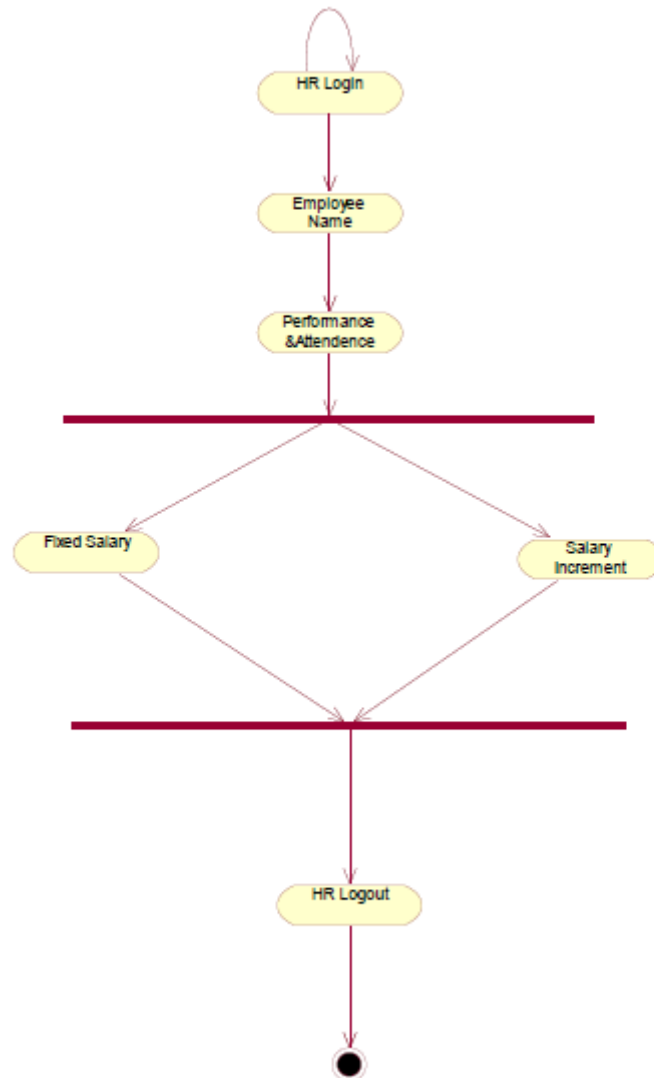 HR Login
Employee
Name
Performance
&Attendence
Fixed Salary
Salary
Increment
HR Logout